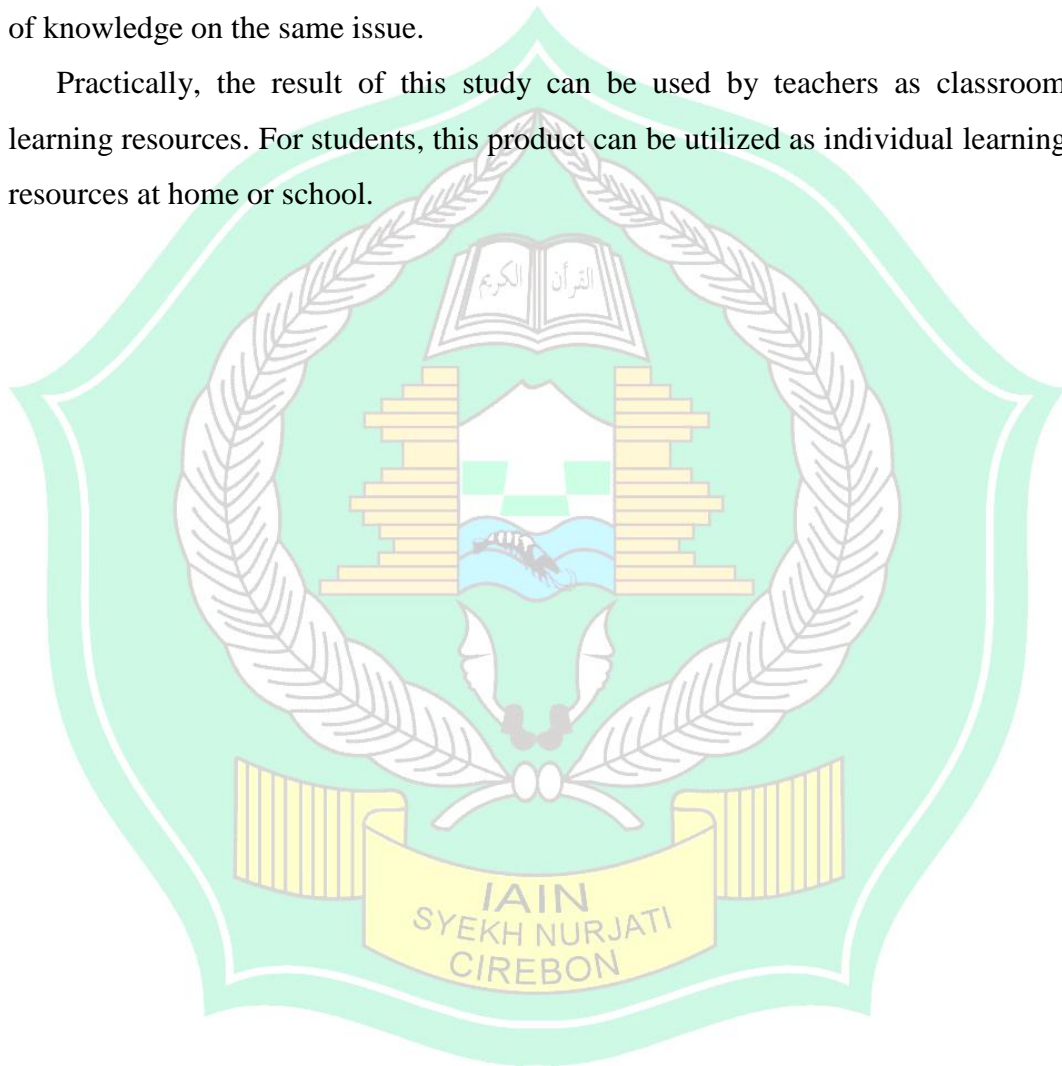 of knowledge on the same issue.
Practically, the result of this study can be used by teachers as classroom
learning resources. For students, this product can be utilized as individual learning
resources at home or school.
القرآن الكريم
IAIN
SYEKH NURJATI
CIREBON